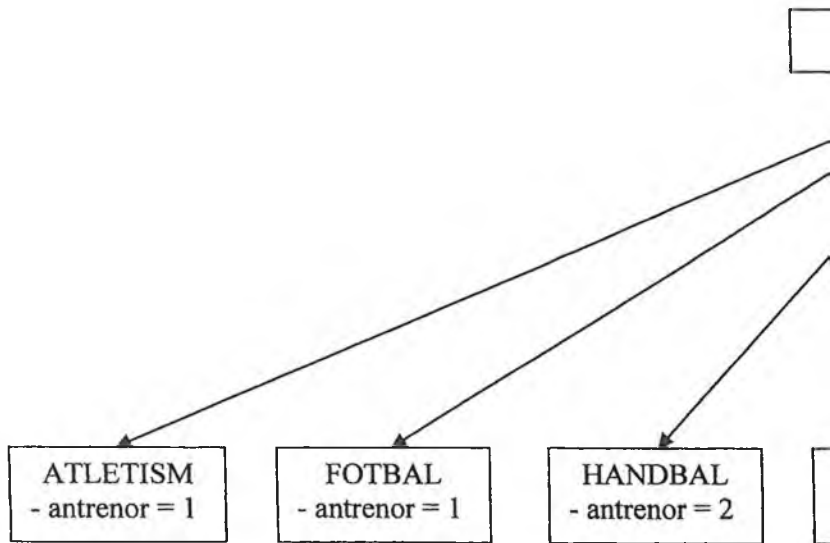 ATLETISM
- antrenor = 1
FOTBAL
- antrenor = 1
HANDBAL
- antrenor = 2